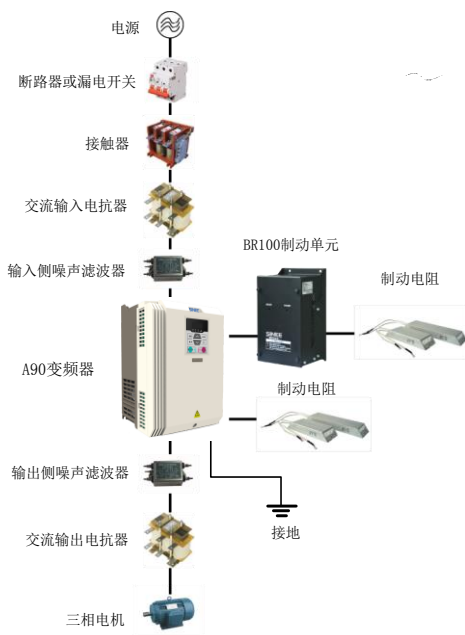 电源
断路器或漏电开关
接触器
交流输入电抗器
BR100制动单元
输入侧噪声滤波器
制动电阻
SINEE
A90变频器
制动电阻
输出侧噪声滤波器
接地
交流输出电抗器
三相电机